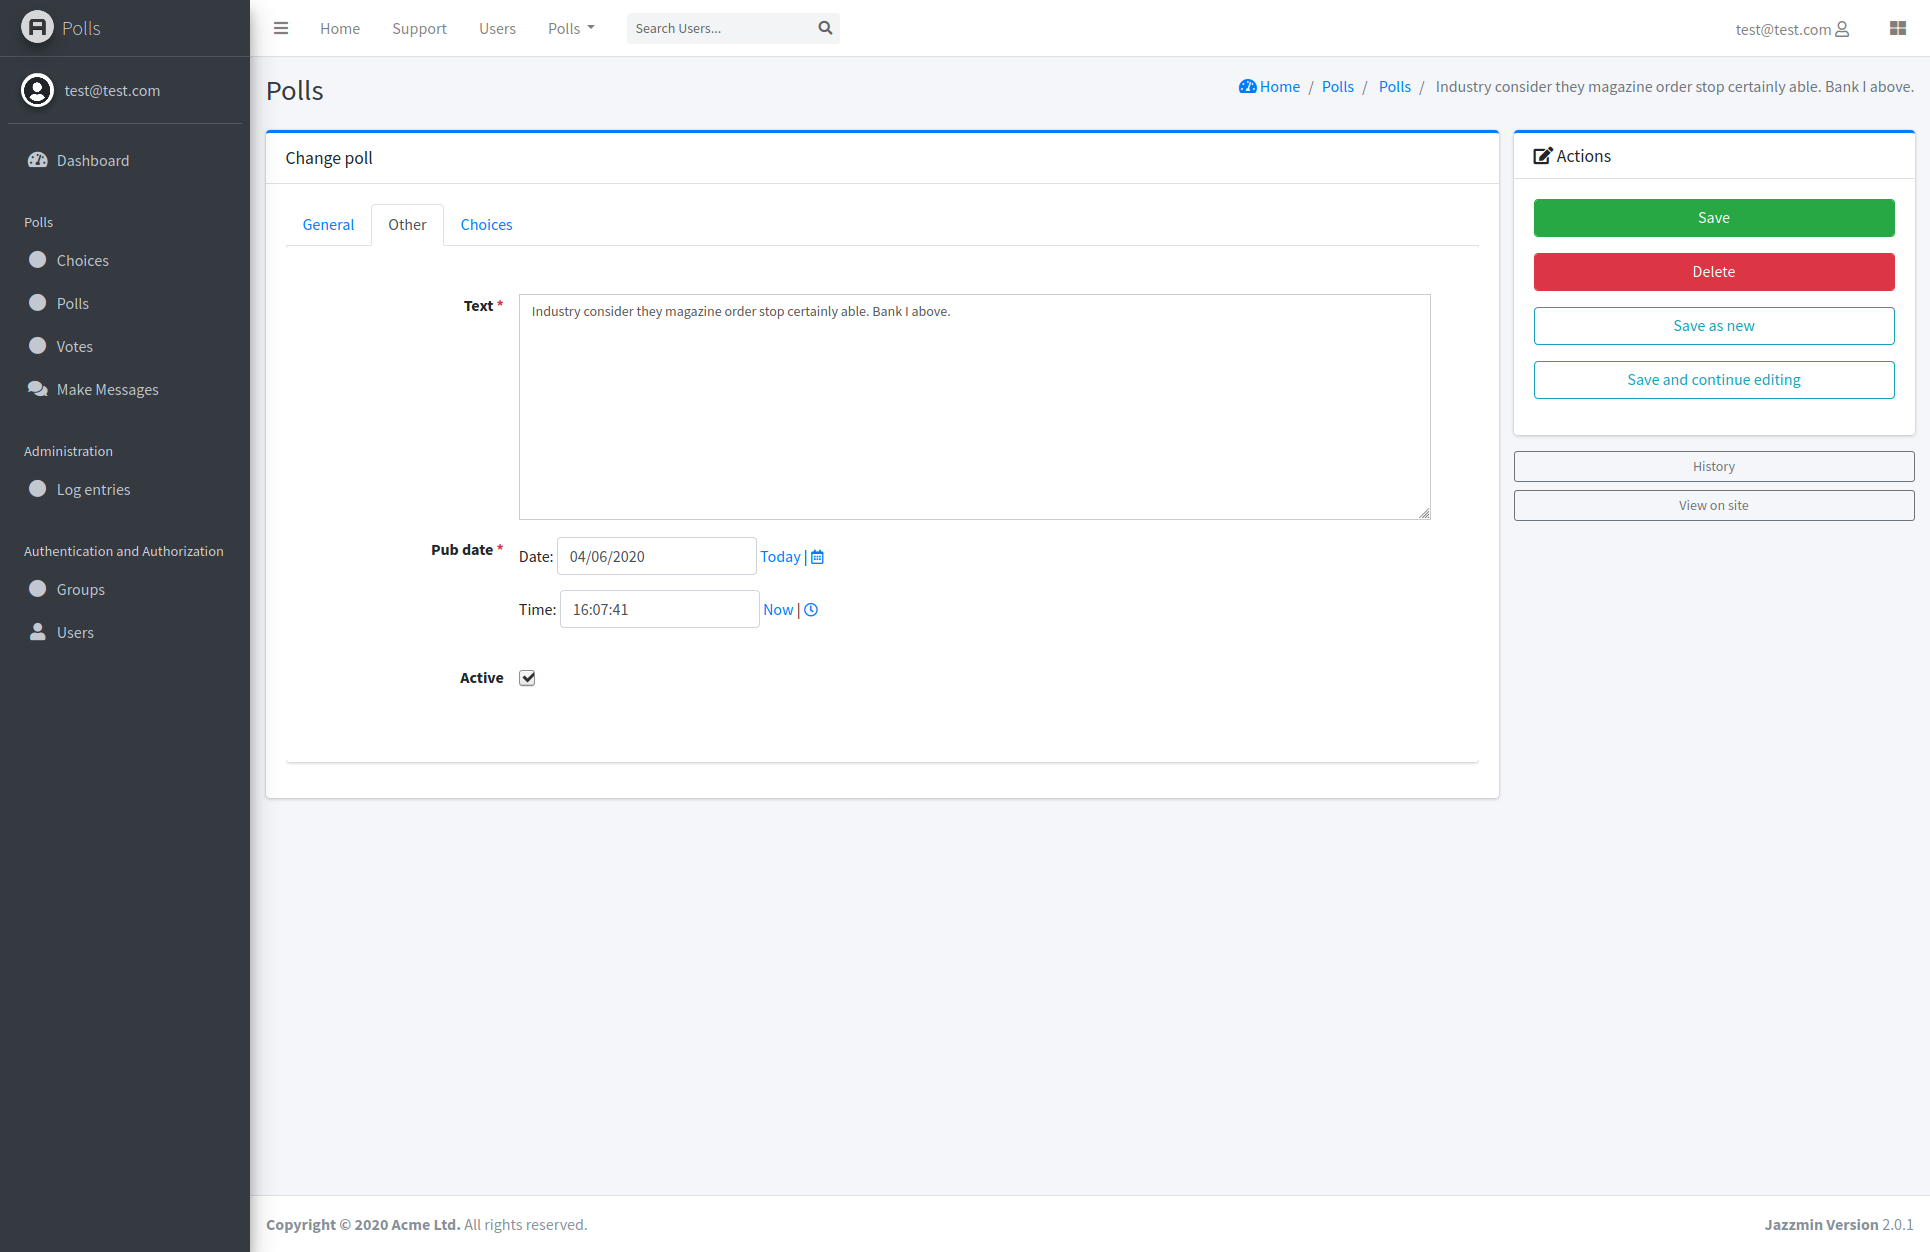 Polls
Home Support Users Polls Search Users... test@test.com
test@test.com
Dashboard
Polls
Choices
Polls
Votes
Make Messages
Administration
Log entries
Authentication and Authorization
Groups
Users
Polls
Home / Polls / Polls / Industry consider they magazine order stop certainly able. Bank I above.
Change poll
General Other Choices
Text *
Industry consider they magazine order stop certainly able. Bank I above.
Pub date * Date: 04/06/2020 Today |
Time: 16:07:41 Now |
Active
Actions
Save
Delete
Save as new
Save and continue editing
History
View on site
Copyright © 2020 Acme Ltd. All rights reserved.
Jazzmin Version 2.0.1